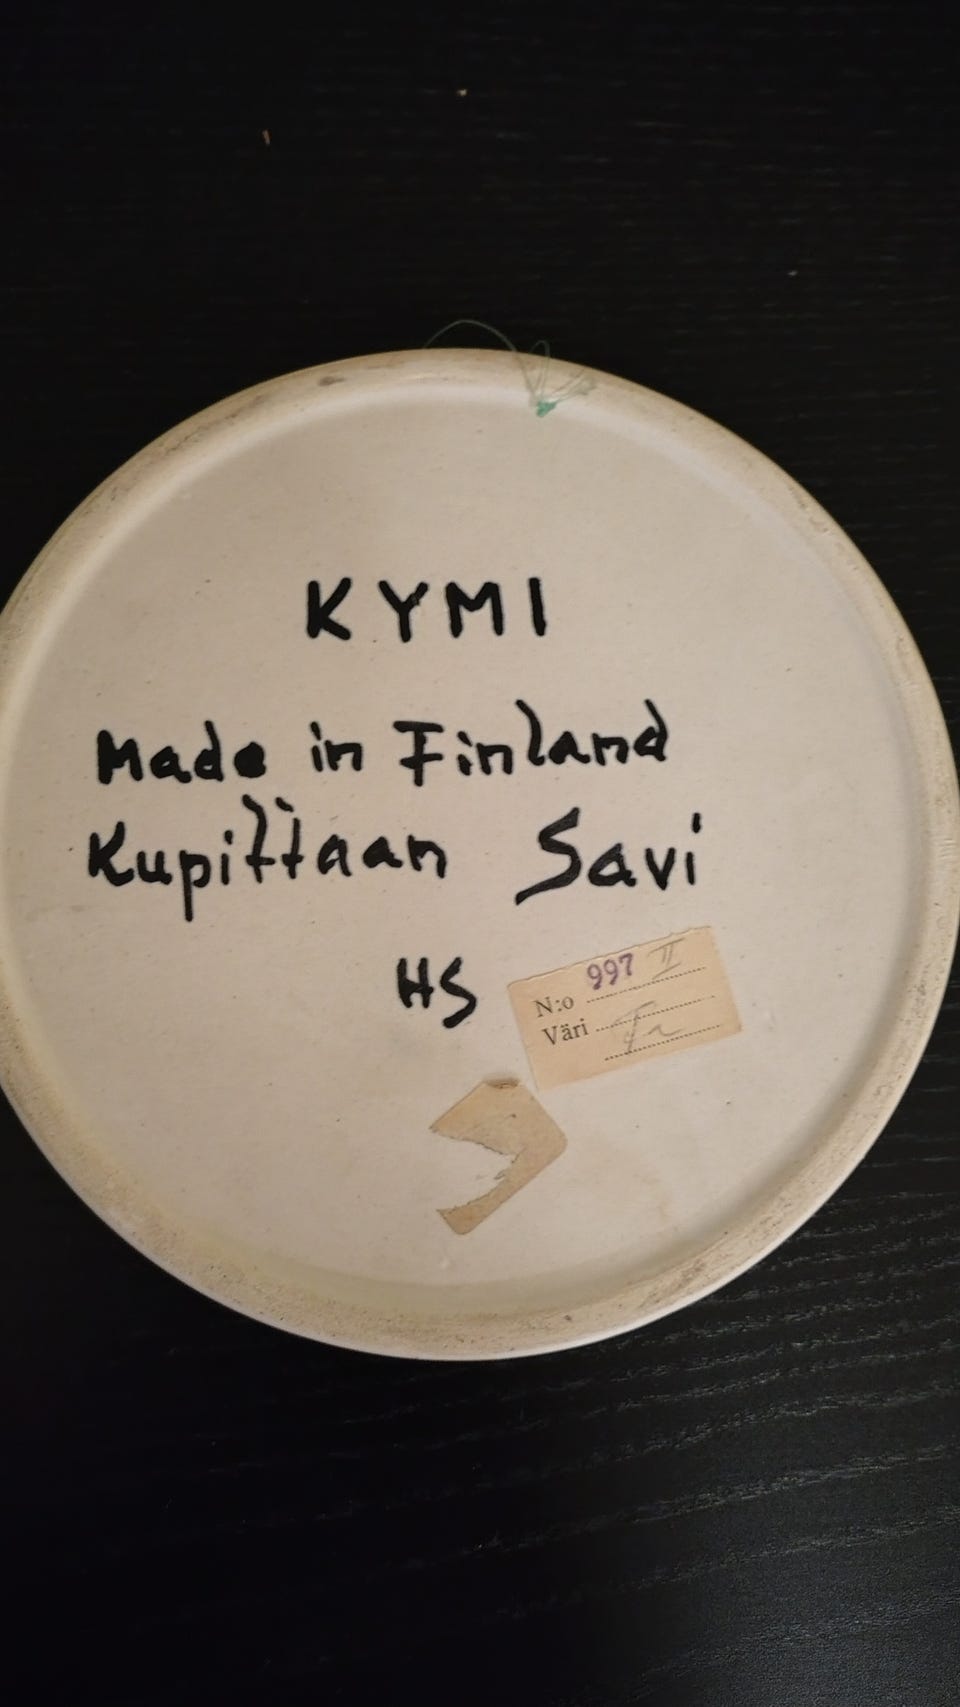 KYMI
Made in Finland
Kupittaan Savi
HS
N:o 997 II
Väri